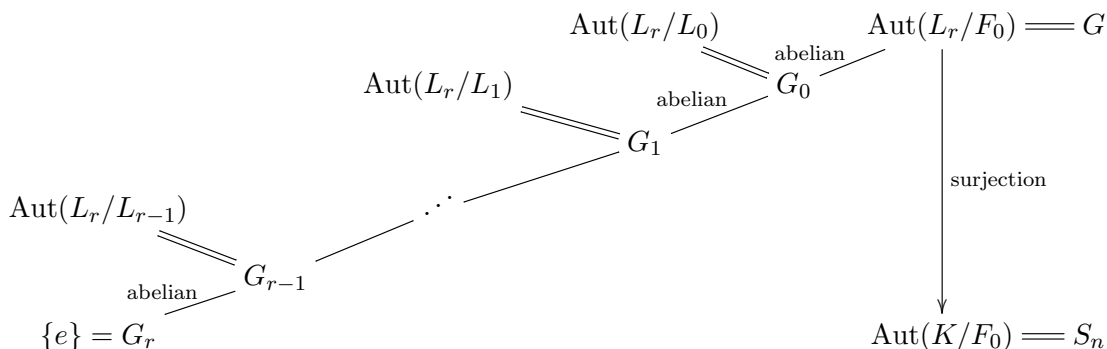 Aut(L_r/L_0) Aut(L_r/F_0) = G
abelian
Aut(L_r/L_1) abelian G_0
G_1
surjection
⋰
Aut(L_r/L_{r−1})
G_{r−1}
abelian
{e} = G_r Aut(K/F_0) = S_n